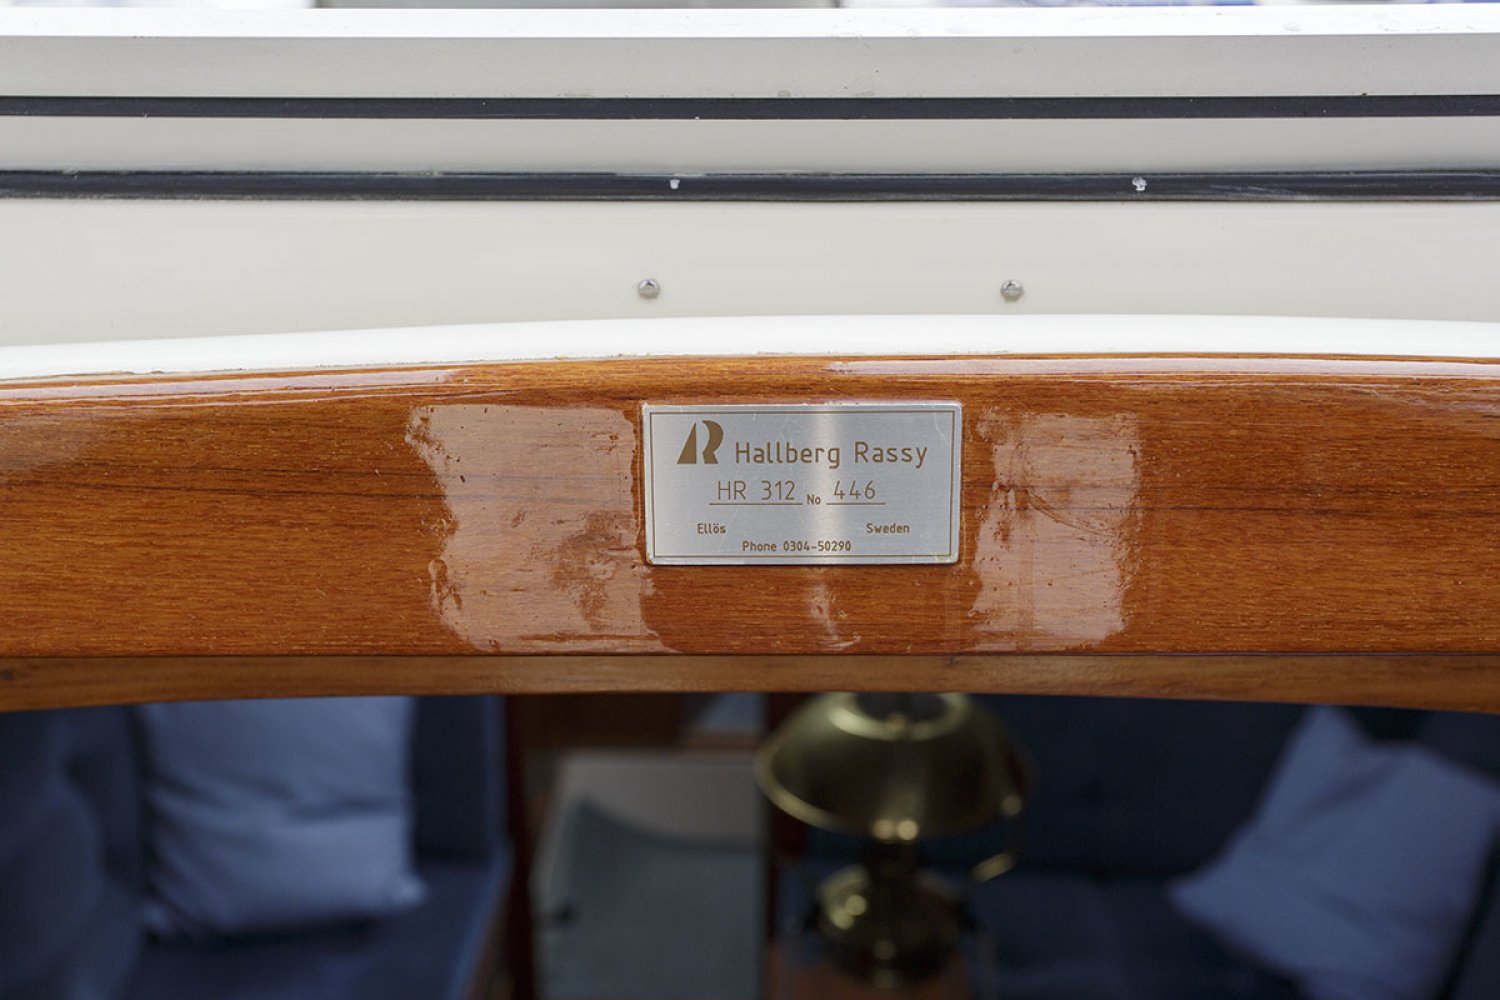 Hallberg Rassy
HR 312 No 446
Ellös Sweden
Phone 0304-50290